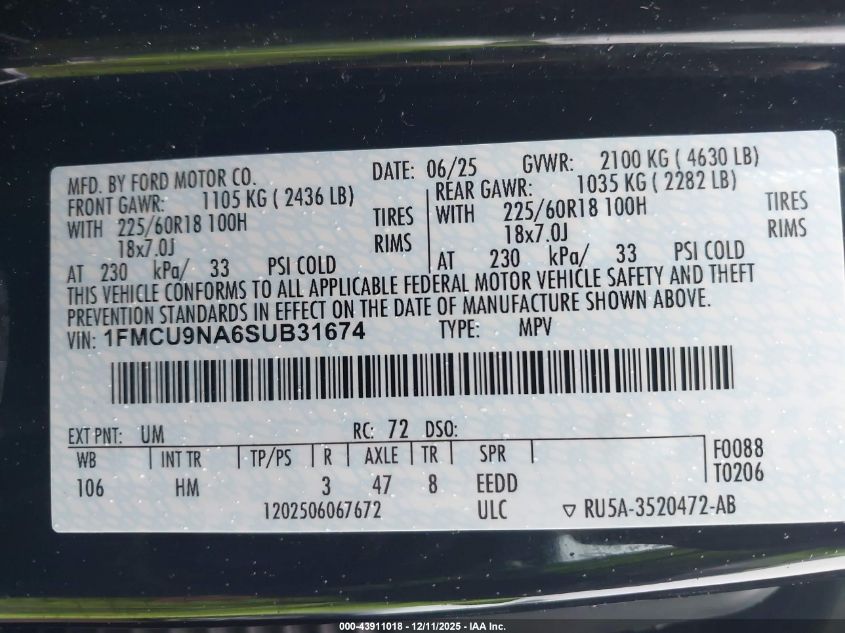 MFD. BY FORD MOTOR CO. DATE: 06/25 GVWR: 2100 KG ( 4630 LB)
FRONT GAWR: 1105 KG ( 2436 LB) REAR GAWR: 1035 KG ( 2282 LB)
WITH 225/60R18 100H TIRES WITH 225/60R18 100H TIRES
18x7.0J RIMS 18x7.0J RIMS
AT 230 kPa/ 33 PSI COLD AT 230 kPa/ 33 PSI COLD
THIS VEHICLE CONFORMS TO ALL APPLICABLE FEDERAL MOTOR VEHICLE SAFETY AND THEFT
PREVENTION STANDARDS IN EFFECT ON THE DATE OF MANUFACTURE SHOWN ABOVE.
VIN: 1FMCU9NA6SUB31674 TYPE: MPV
EXT PNT: UM RC: 72 DSO:
WB INT TR TP/PS R AXLE TR SPR F0088
106 HM 3 47 8 EEDD T0206
1202506067672 ULC ▽ RU5A-3520472-AB
000-43911018 - 12/11/2025 - IAA Inc.